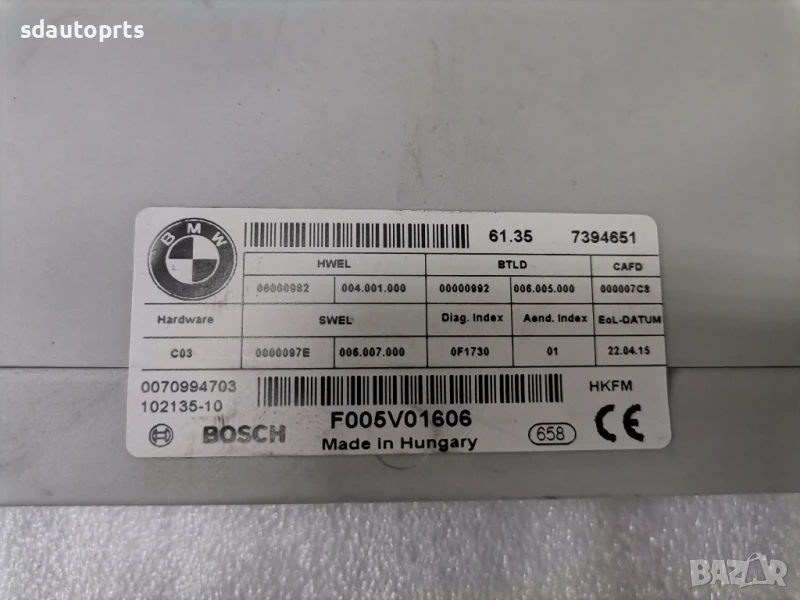 sdautoprts
BMW
61.35 7394651
HWEL BTLD CAFD
00000982 004.001.000 00000992 006.005.000 000007C8
Hardware SWEL Diag. Index Aend. Index EoL-DATUM
C03 0000097E 006.007.000 0F1730 01 22.04.15
0070994703 HKFM
102135-10
BOSCH F005V01606 658 CE
Made in Hungary
BAZAR